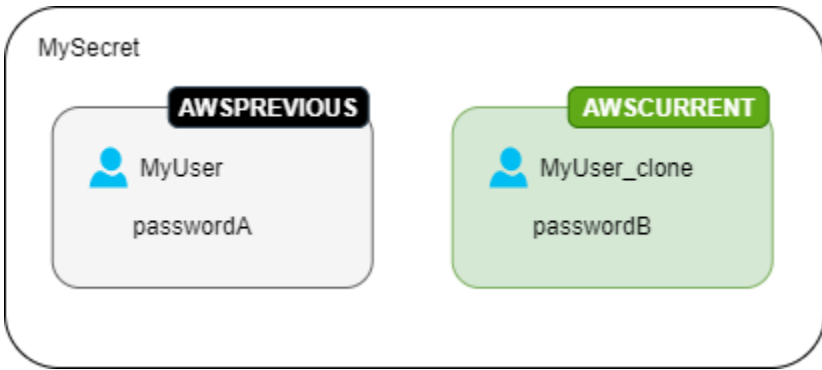 MySecret
AWSPREVIOUS
MyUser
passwordA
AWSCURRENT
MyUser_clone
passwordB